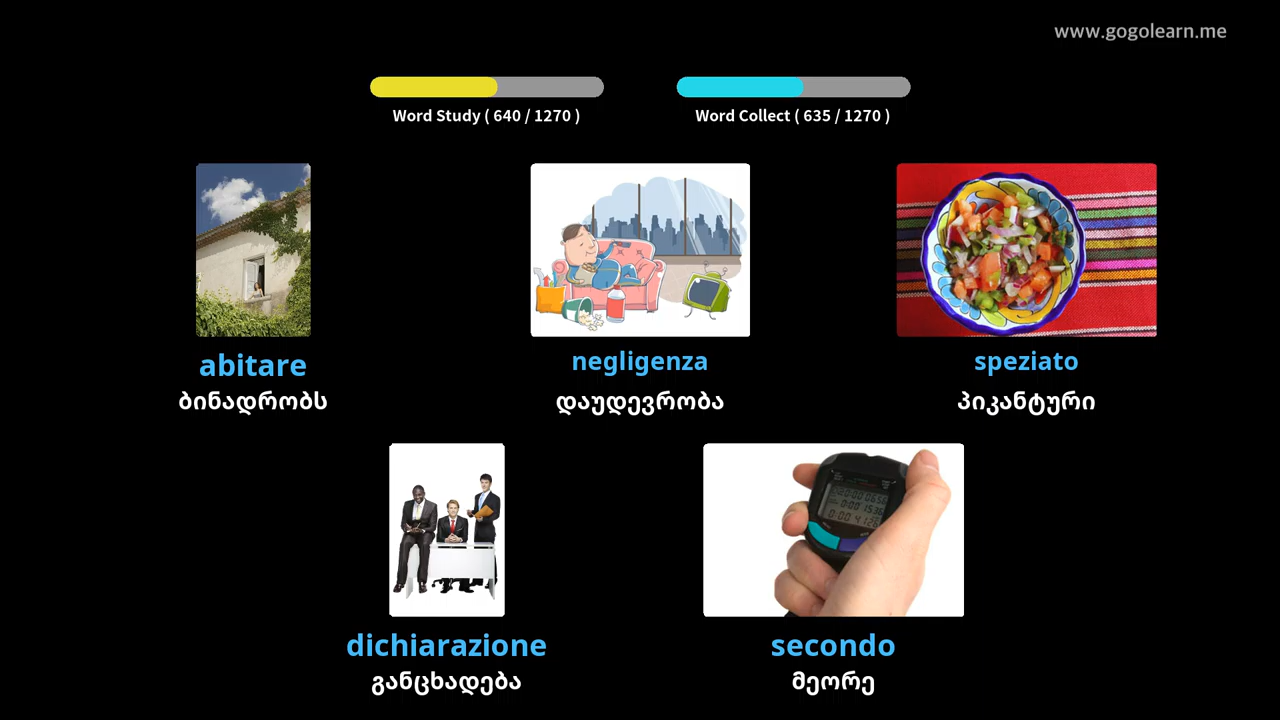 www.gogolearn.me
Word Study ( 640 / 1270 )
Word Collect ( 635 / 1270 )
abitare
negligenza
speziato
ბინადრობს
დაუდევრობა
პიკანტური
dichiarazione
secondo
განცხადება
მეორე